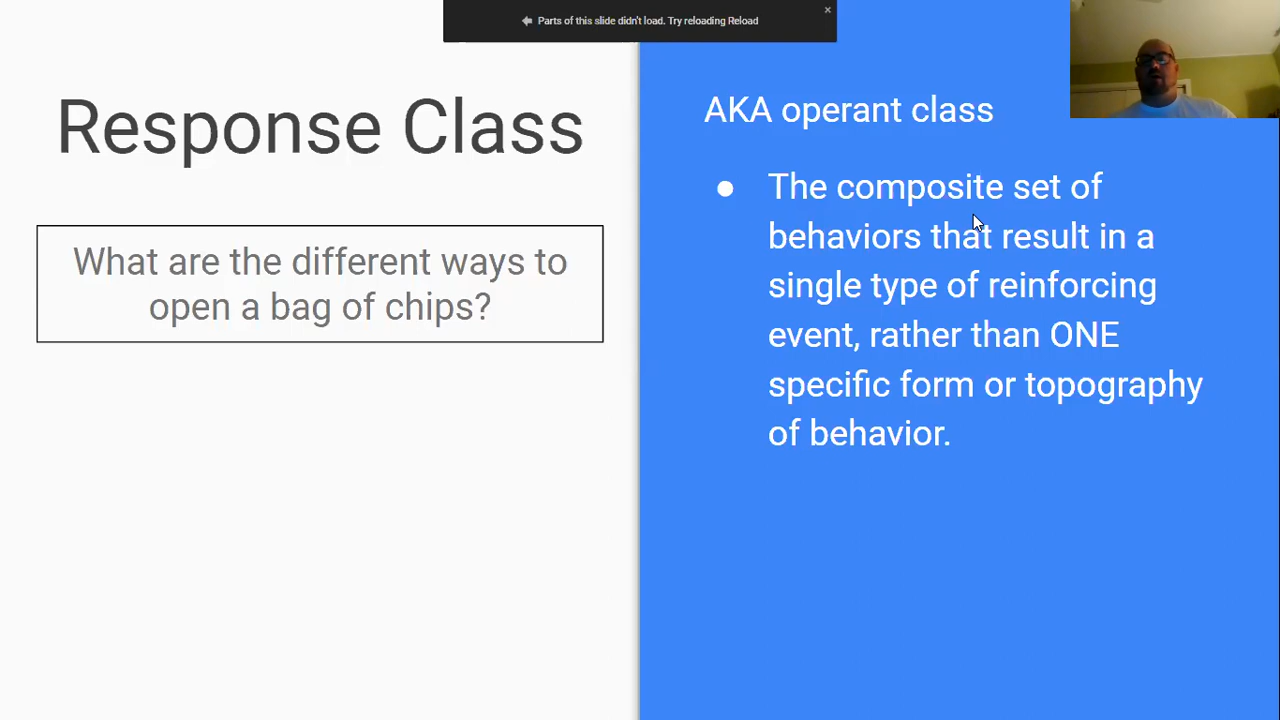 Parts of this slide didn't load. Try reloading Reload
×
Response Class
What are the different ways to
open a bag of chips?
AKA operant class
● The composite set of
behaviors that result in a
single type of reinforcing
event, rather than ONE
specific form or topography
of behavior.